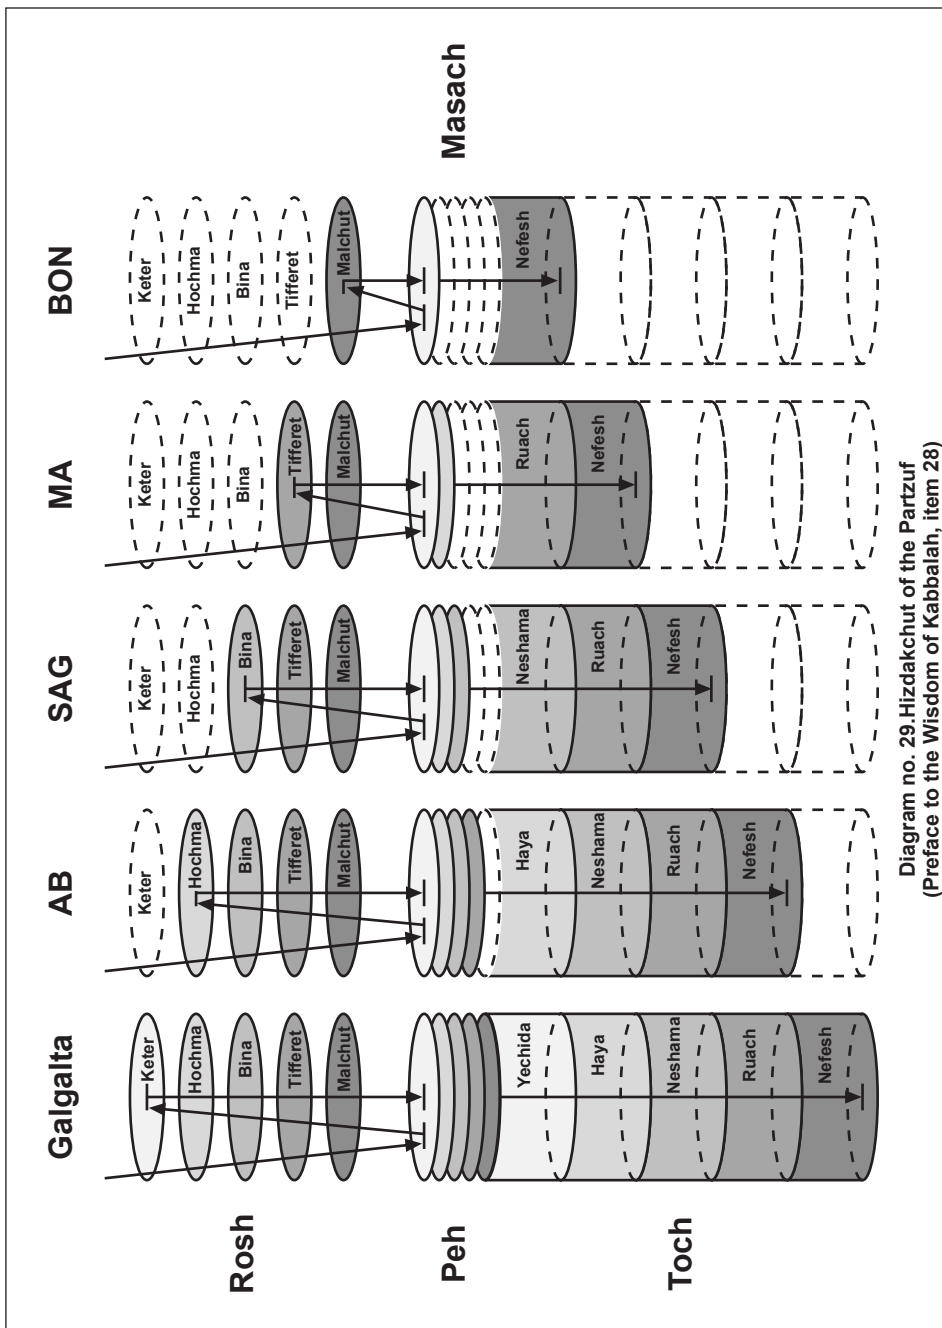 Galgalta
AB
SAG
MA
BON
Rosh
Keter
Hochma
Bina
Tifferet
Malchut
Keter
Hochma
Bina
Tifferet
Malchut
Keter
Hochma
Bina
Tifferet
Malchut
Keter
Hochma
Bina
Tifferet
Malchut
Keter
Hochma
Bina
Tifferet
Malchut
Peh
Masach
Toch
Yechida
Haya
Neshama
Ruach
Nefesh
Haya
Neshama
Ruach
Nefesh
Neshama
Ruach
Nefesh
Ruach
Nefesh
Nefesh
Diagram no. 29.Hizdakchut of the Partzuf
(Preface to the Wisdom of Kabbalah, item 28)